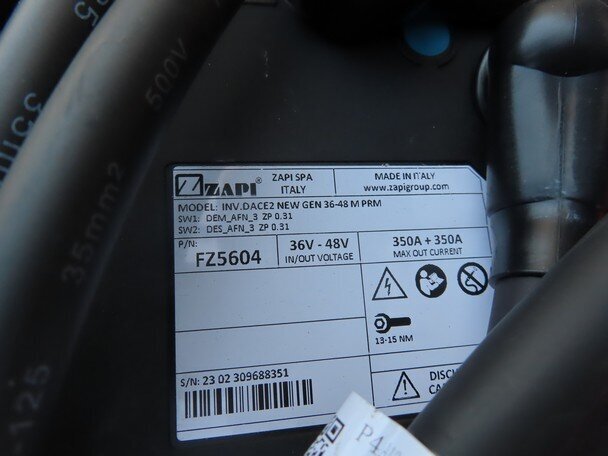 ZAPI®
ZAPI SPA
ITALY
MADE IN ITALY
www.zapigroup.com
MODEL: INV.DACE2 NEW GEN 36-48 M PRM
SW1: DEM_AFN_3 ZP 0.31
SW2: DES_AFN_3 ZP 0.31
P/N:
FZ5604
36V - 48V
IN/OUT VOLTAGE
350A + 350A
MAX OUT CURRENT
13-15 NM
S/N: 23 02 309688351
35mm2
500V